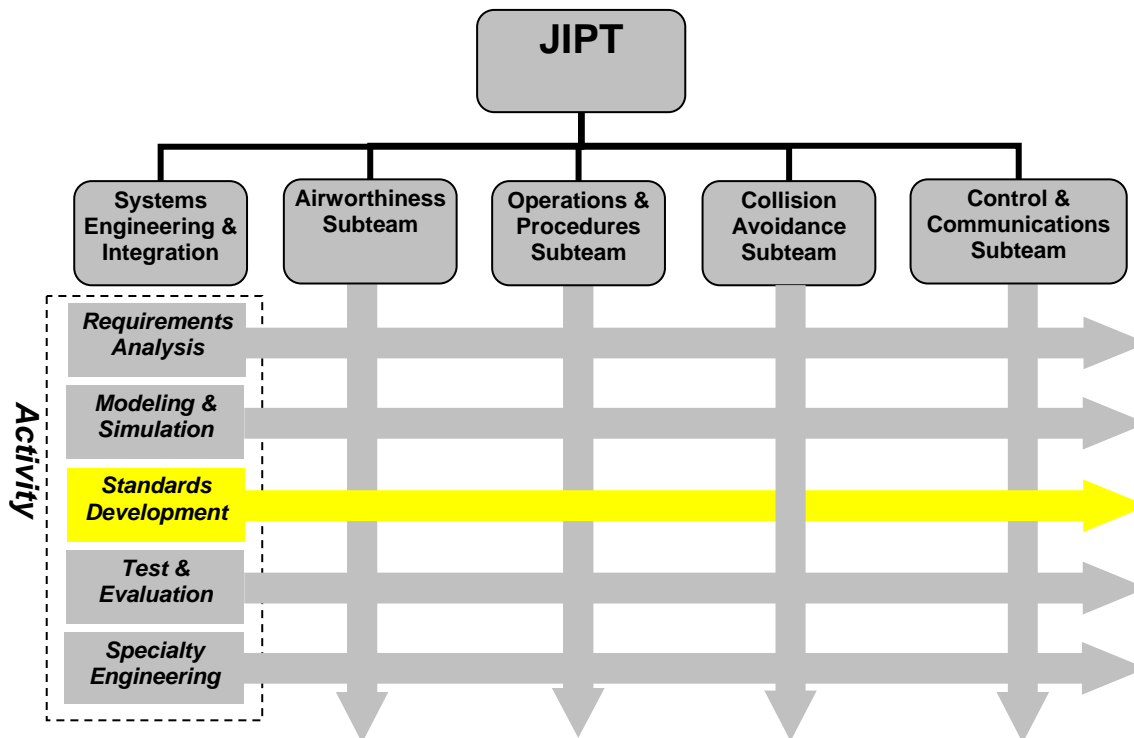 JIPT
Systems
Engineering &
Integration
Airworthiness
Subteam
Operations &
Procedures
Subteam
Collision
Avoidance
Subteam
Control &
Communications
Subteam
Activity
Requirements
Analysis
Modeling &
Simulation
Standards
Development
Test &
Evaluation
Specialty
Engineering